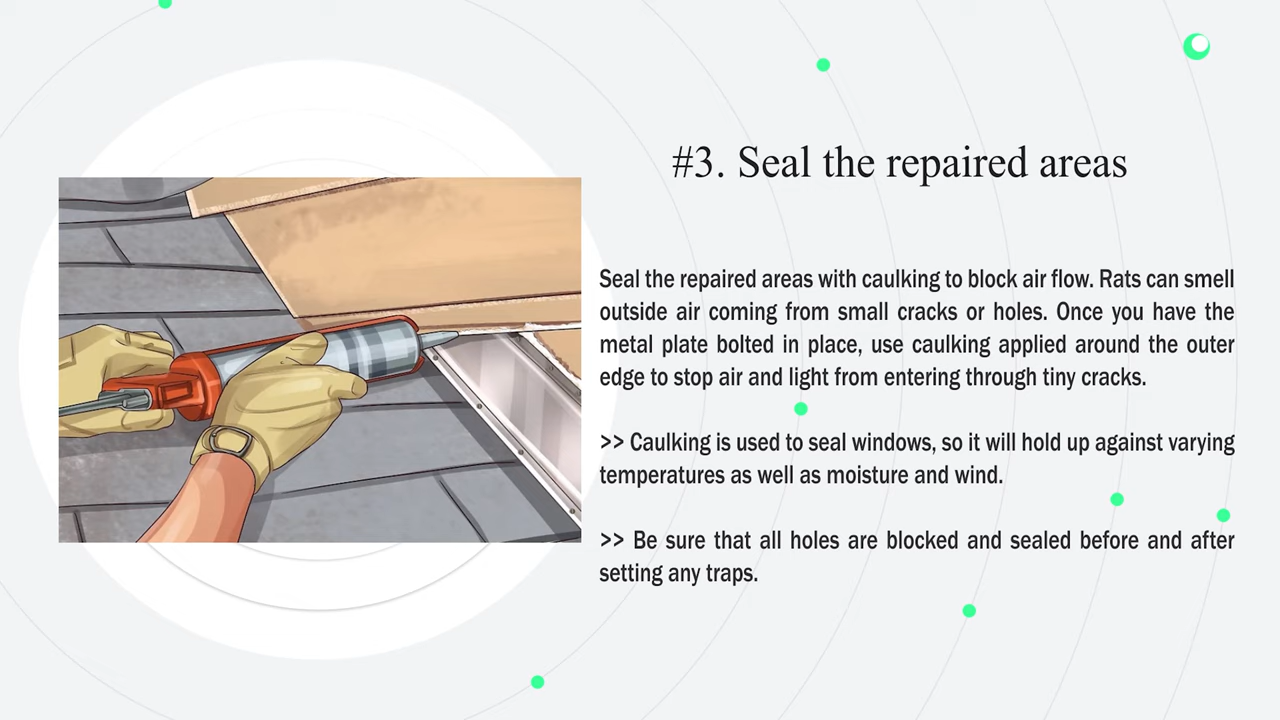 #3. Seal the repaired areas
Seal the repaired areas with caulking to block air flow. Rats can smell
outside air coming from small cracks or holes. Once you have the
metal plate bolted in place, use caulking applied around the outer
edge to stop air and light from entering through tiny cracks.
>> Caulking is used to seal windows, so it will hold up against varying
temperatures as well as moisture and wind.
>> Be sure that all holes are blocked and sealed before and after
setting any traps.